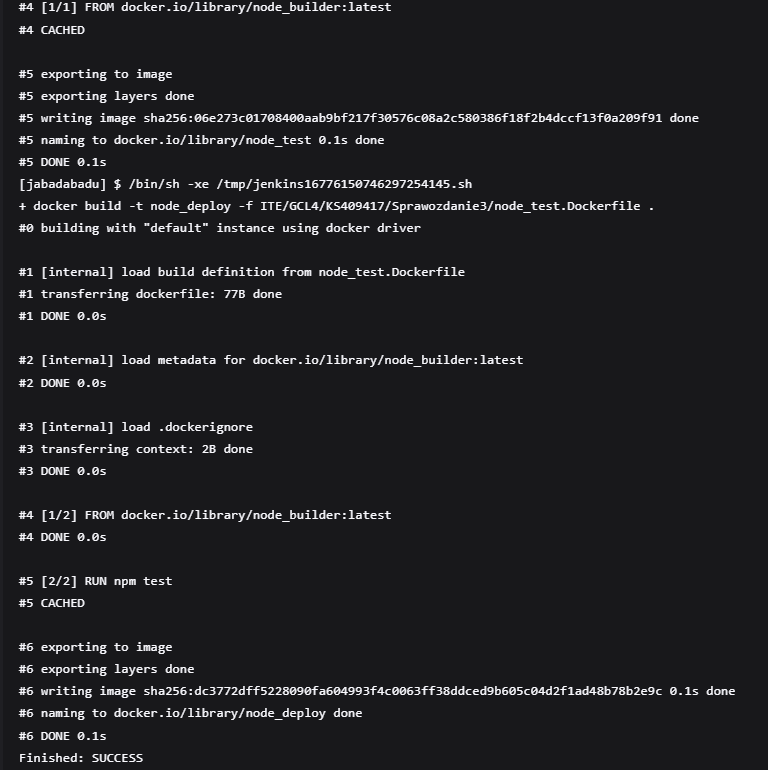 #4 [1/1] FROM docker.io/library/node_builder:latest
#4 CACHED
#5 exporting to image
#5 exporting layers done
#5 writing image sha256:06e273c01708400aab9bf217f30576c08a2c580386f18f2b4dccf13f0a209f91 done
#5 naming to docker.io/library/node_test 0.1s done
#5 DONE 0.1s
[jabadabadu] $ /bin/sh -xe /tmp/jenkins16776150746297254145.sh
+ docker build -t node_deploy -f ITE/GCL4/KS409417/Sprawozdanie3/node_test.Dockerfile .
#0 building with "default" instance using docker driver
#1 [internal] load build definition from node_test.Dockerfile
#1 transferring dockerfile: 77B done
#1 DONE 0.0s
#2 [internal] load metadata for docker.io/library/node_builder:latest
#2 DONE 0.0s
#3 [internal] load .dockerignore
#3 transferring context: 2B done
#3 DONE 0.0s
#4 [1/2] FROM docker.io/library/node_builder:latest
#4 DONE 0.0s
#5 [2/2] RUN npm test
#5 CACHED
#6 exporting to image
#6 exporting layers done
#6 writing image sha256:dc3772dff5228090fa604993f4c0063ff38ddced9b605c04d2f1ad48b78b2e9c 0.1s done
#6 naming to docker.io/library/node_deploy done
#6 DONE 0.1s
Finished: SUCCESS